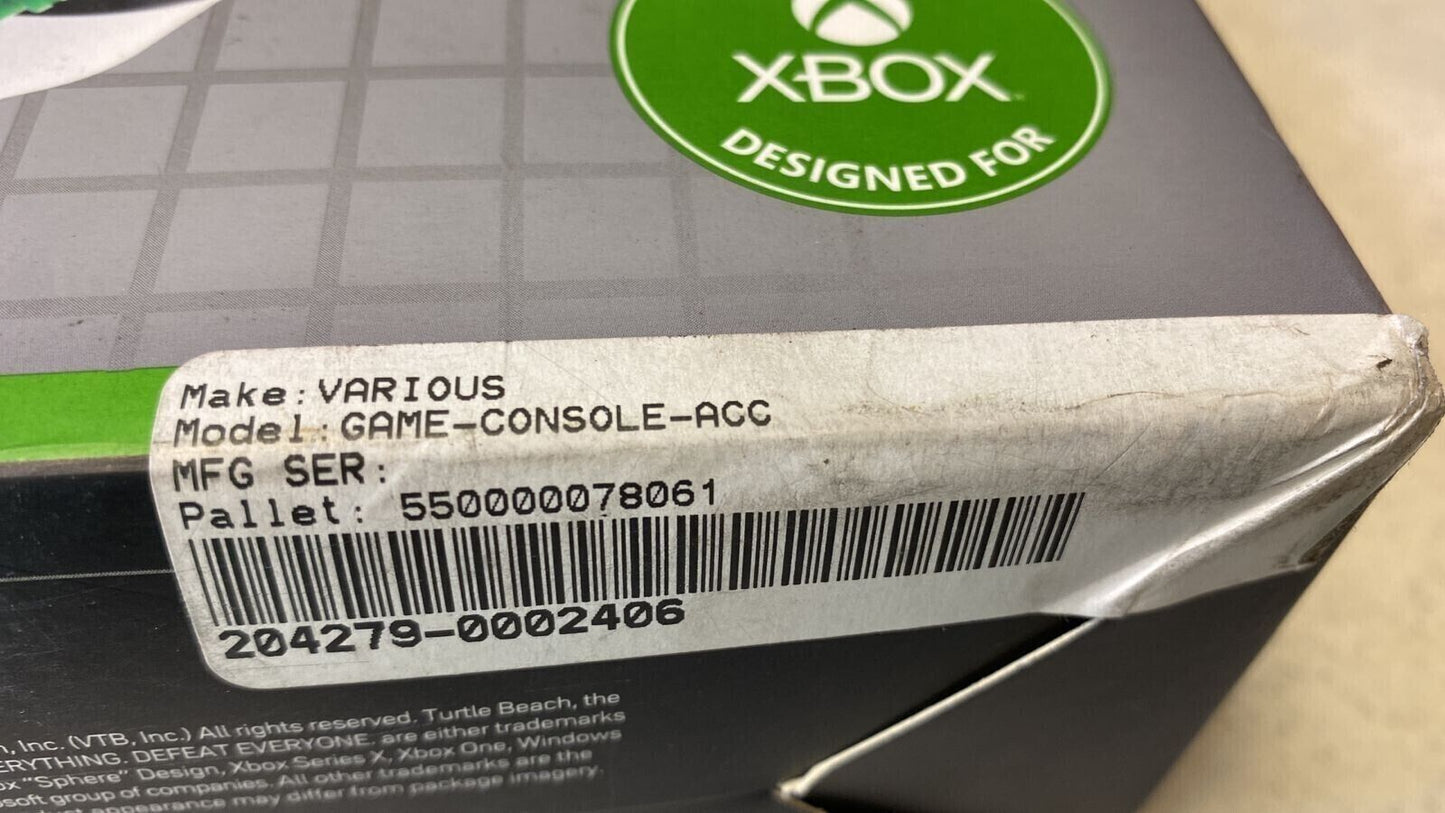 XBOX
DESIGNED FOR
Make:VARIOUS
Model:GAME-CONSOLE-ACC
MFG SER:
Pallet: 550000078061
204279-0002406
, Inc. (VTB, Inc.) All rights reserved. Turtle Beach, the
ERYTHING. DEFEAT EVERYONE. are either trademarks
ox “Sphere” Design, Xbox Series X, Xbox One, Windows
osoft group of companies. All other trademarks are the
duct appearance may differ from package imagery.